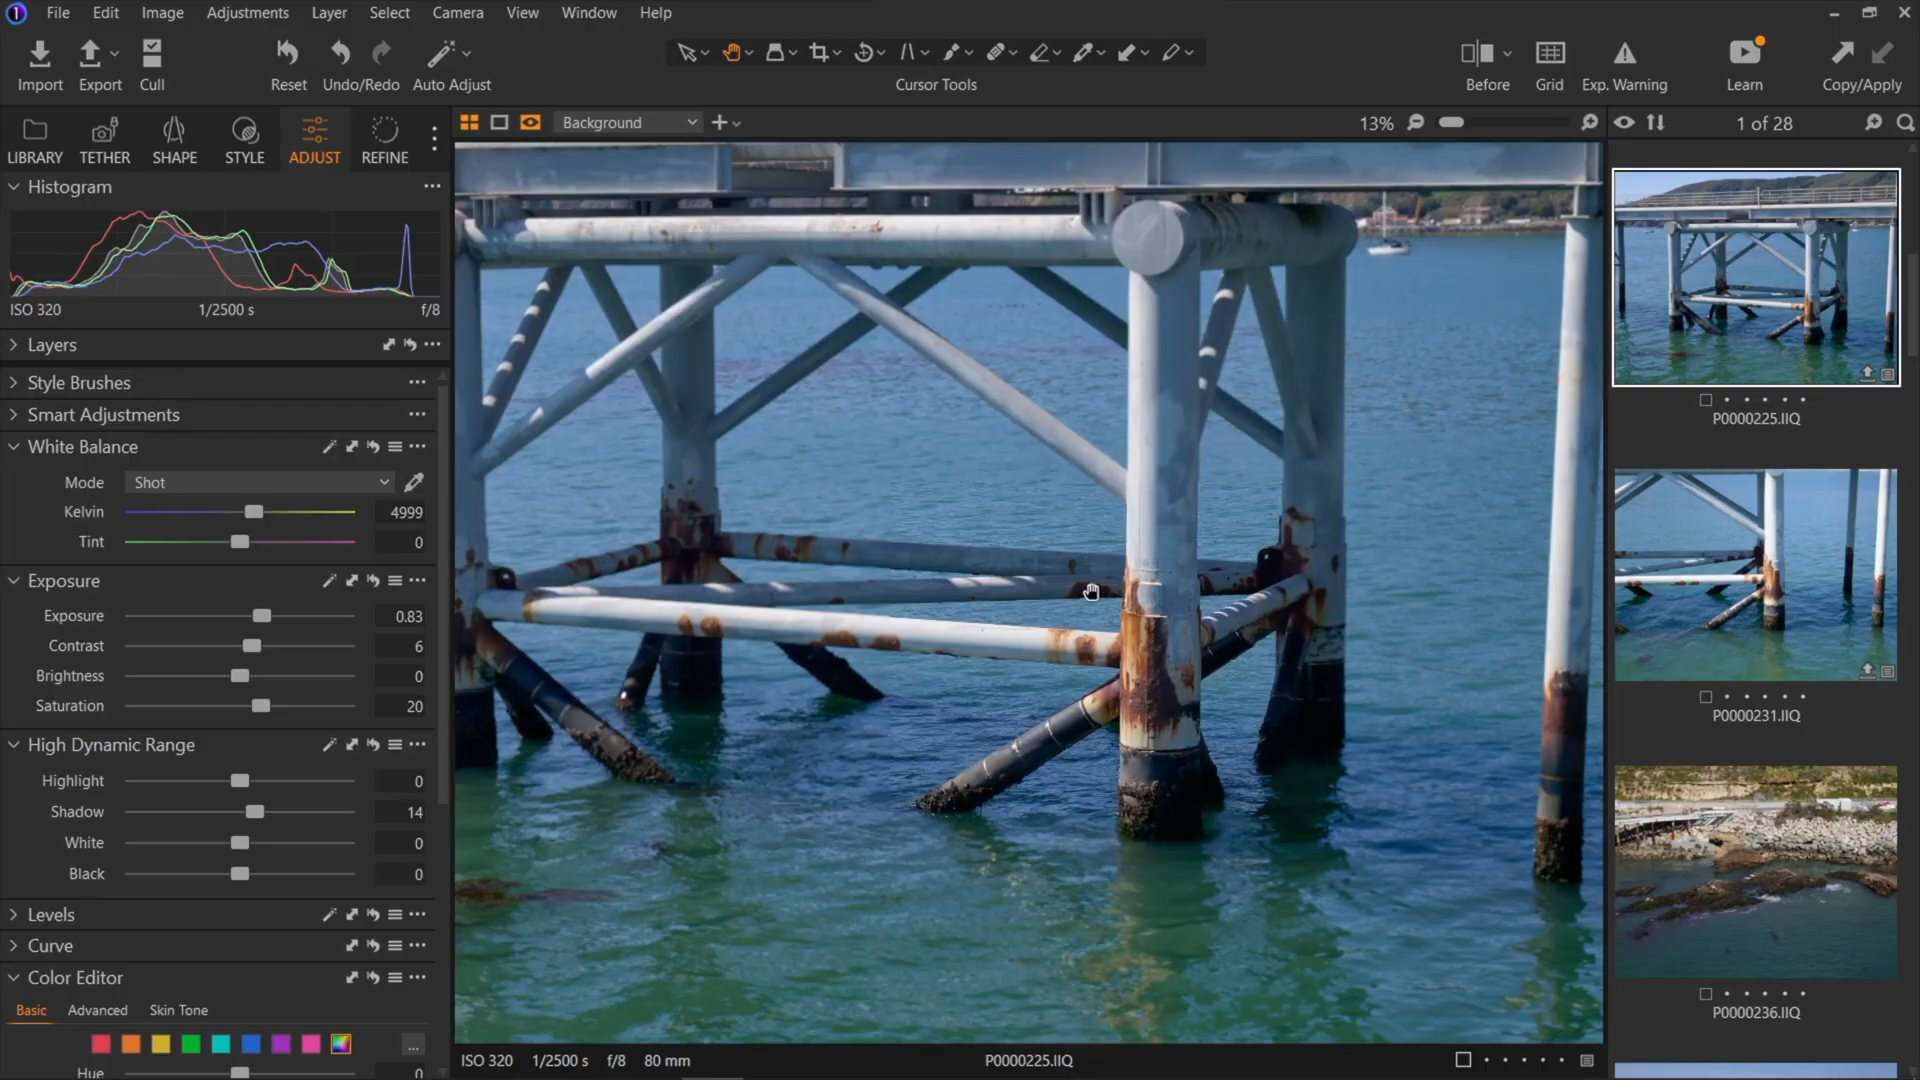 File Edit Image Adjustments Layer Select Camera View Window Help
Import Export Cull Reset Undo/Redo Auto Adjust Cursor Tools Before Grid Exp. Warning Learn Copy/Apply
LIBRARY TETHER SHAPE STYLE ADJUST REFINE
Background
13%
1 of 28
Histogram
ISO 320 1/2500 s f/8
Layers
Style Brushes
Smart Adjustments
White Balance
Mode Shot
Kelvin 4999
Tint 0
Exposure
Exposure 0.83
Contrast 6
Brightness 0
Saturation 20
High Dynamic Range
Highlight 0
Shadow 14
White 0
Black 0
Levels
Curve
Color Editor
Basic Advanced Skin Tone
...
Hue 0
ISO 320 1/2500 s f/8 80 mm P0000225.IIQ
P0000225.IIQ
P0000231.IIQ
P0000236.IIQ